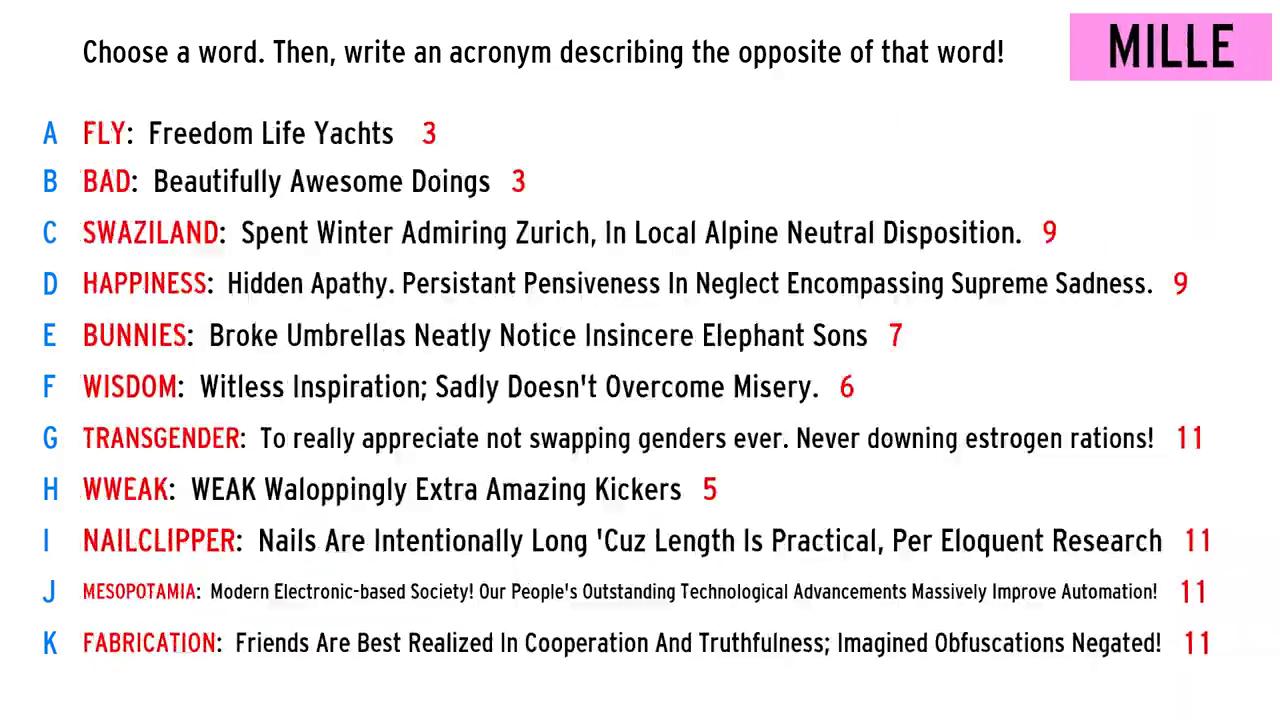 Choose a word. Then, write an acronym describing the opposite of that word!
MILLE
A FLY: Freedom Life Yachts 3
B BAD: Beautifully Awesome Doings 3
C SWAZILAND: Spent Winter Admiring Zurich, In Local Alpine Neutral Disposition. 9
D HAPPINESS: Hidden Apathy. Persistant Pensiveness In Neglect Encompassing Supreme Sadness. 9
E BUNNIES: Broke Umbrellas Neatly Notice Insincere Elephant Sons 7
F WISDOM: Witless Inspiration; Sadly Doesn't Overcome Misery. 6
G TRANSGENDER: To really appreciate not swapping genders ever. Never downing estrogen rations! 11
H WWEAK: WEAK Waloppingly Extra Amazing Kickers 5
I NAILCLIPPER: Nails Are Intentionally Long 'Cuz Length Is Practical, Per Eloquent Research 11
J MESOPOTAMIA: Modern Electronic-based Society! Our People's Outstanding Technological Advancements Massively Improve Automation! 11
K FABRICATION: Friends Are Best Realized In Cooperation And Truthfulness; Imagined Obfuscations Negated! 11